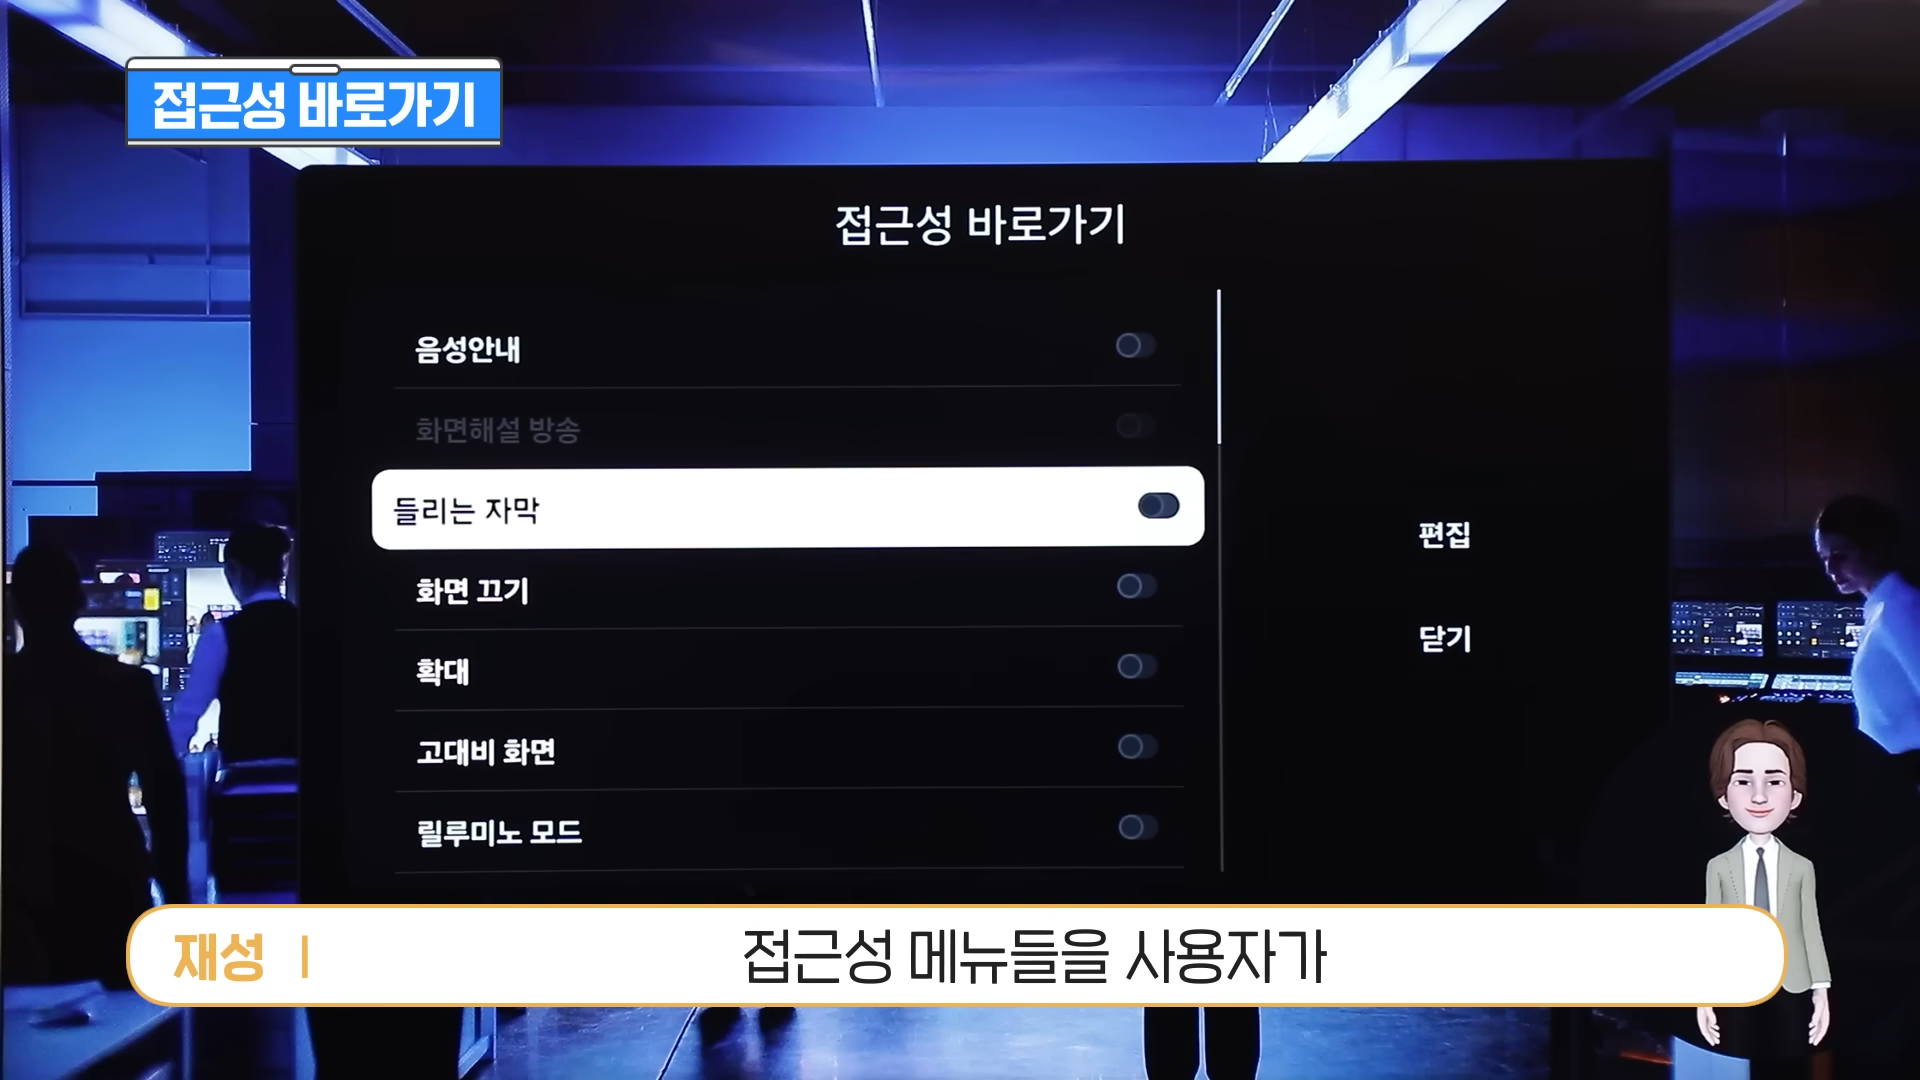 접근성 바로가기
접근성 바로가기
음성안내
화면해설 방송
들리는 자막
화면 끄기
확대
고대비 화면
릴루미노 모드
편집
닫기
재성 | 접근성 메뉴들을 사용자가